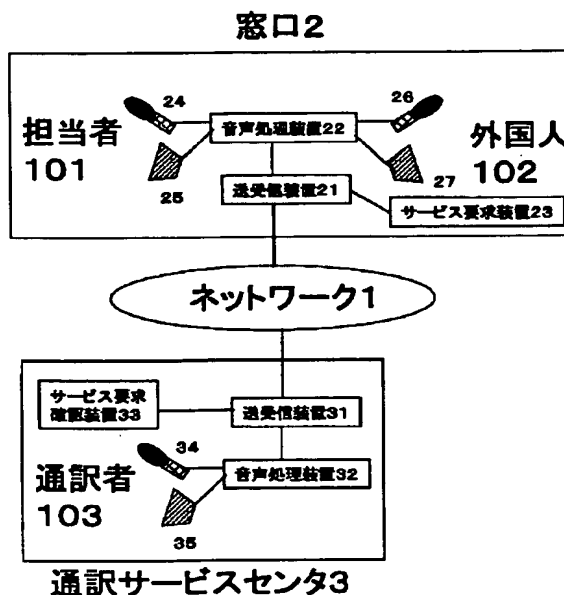 窓口2
担当者
101
24
25
音声処理装置22
26
27
外国人
102
送受信装置21
サービス要求装置23
ネットワーク1
サービス要求
確認装置33
送受信装置31
通訳者
103
34
35
音声処理装置32
通訳サービスセンタ3